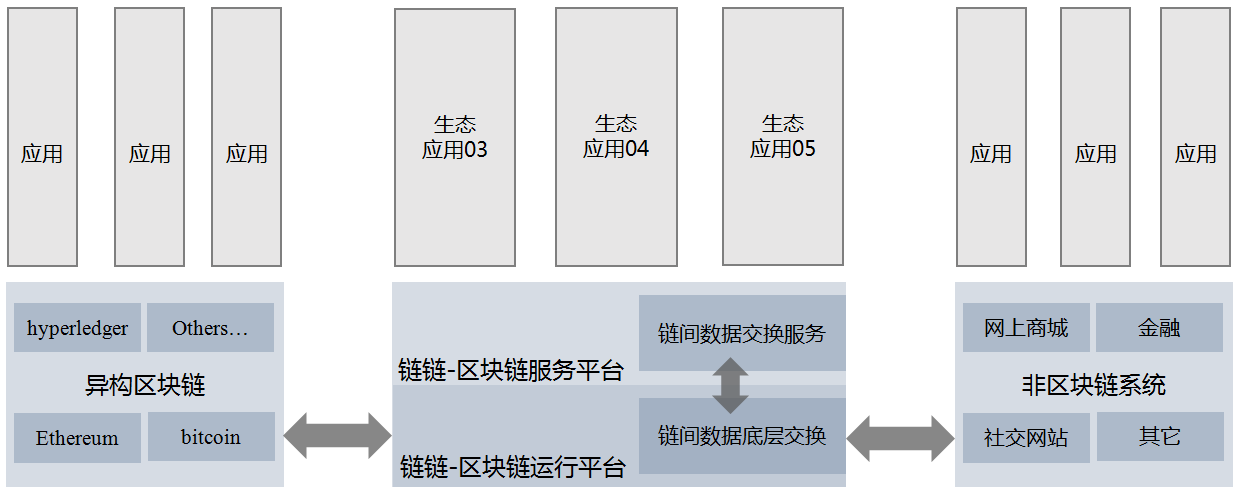 应用
应用
应用
生态
应用03
生态
应用04
生态
应用05
应用
应用
应用
hyperledger
Others…
异构区块链
Ethereum
bitcoin
链间数据交换服务
链链-区块链服务平台
链间数据底层交换
链链-区块链运行平台
网上商城
金融
非区块链系统
社交网站
其它